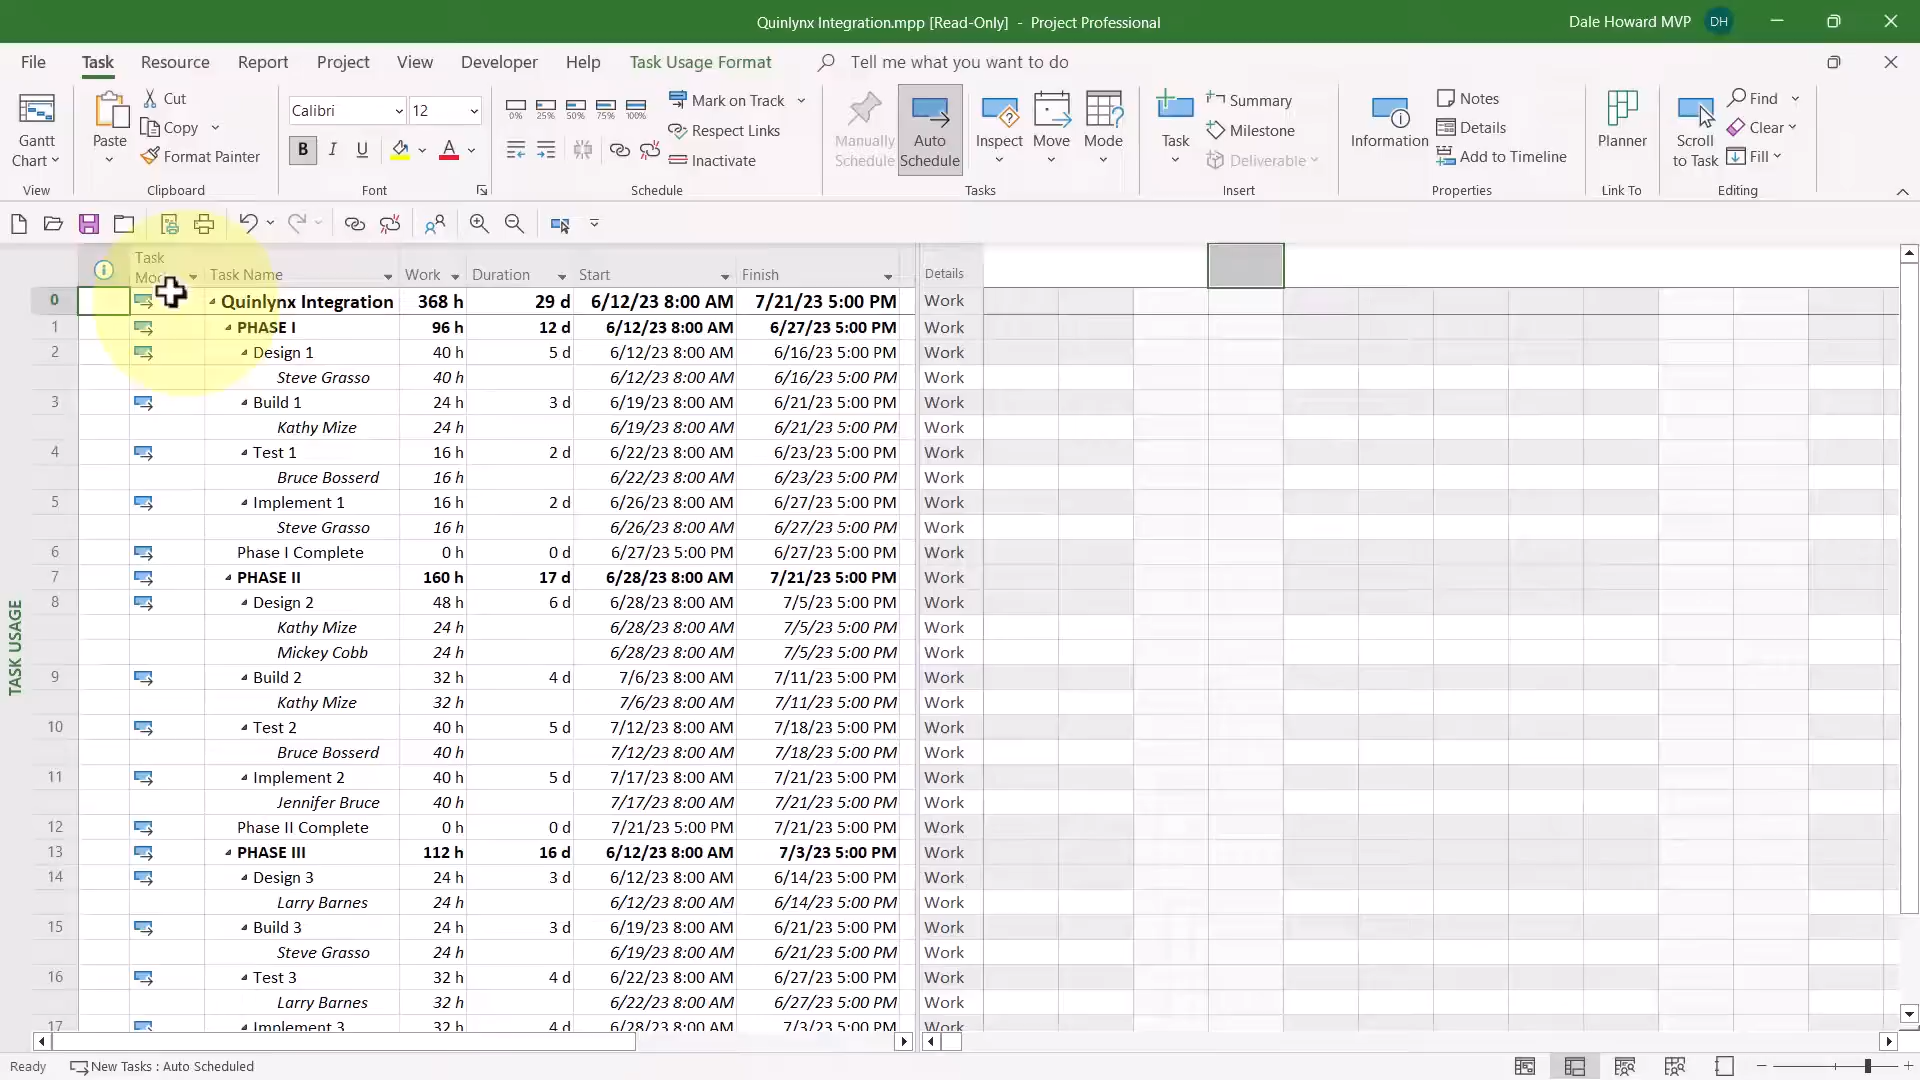 Quinlynx Integration.mpp [Read-Only] - Project Professional
Dale Howard MVP DH
File Task Resource Report Project View Developer Help Task Usage Format Tell me what you want to do
Gantt Chart
View
Paste
Cut
Copy
Format Painter
Clipboard
Calibri 12
B I U A
Font
0% 25% 50% 75% 100%
Mark on Track
Respect Links
Inactivate
Schedule
Manually Schedule
Auto Schedule
Inspect
Move
Mode
Tasks
Task
Summary
Milestone
Deliverable
Insert
Information
Notes
Details
Add to Timeline
Properties
Planner
Link To
Scroll to Task
Find
Clear
Fill
Editing
Task
Task Name Work Duration Start Finish Details
0 Quinlynx Integration 368 h 29 d 6/12/23 8:00 AM 7/21/23 5:00 PM Work
1 PHASE I 96 h 12 d 6/12/23 8:00 AM 6/27/23 5:00 PM Work
2 Design 1 40 h 5 d 6/12/23 8:00 AM 6/16/23 5:00 PM Work
Steve Grasso 40 h 6/12/23 8:00 AM 6/16/23 5:00 PM Work
3 Build 1 24 h 3 d 6/19/23 8:00 AM 6/21/23 5:00 PM Work
Kathy Mize 24 h 6/19/23 8:00 AM 6/21/23 5:00 PM Work
4 Test 1 16 h 2 d 6/22/23 8:00 AM 6/23/23 5:00 PM Work
Bruce Bosserd 16 h 6/22/23 8:00 AM 6/23/23 5:00 PM Work
5 Implement 1 16 h 2 d 6/26/23 8:00 AM 6/27/23 5:00 PM Work
Steve Grasso 16 h 6/26/23 8:00 AM 6/27/23 5:00 PM Work
6 Phase I Complete 0 h 0 d 6/27/23 5:00 PM 6/27/23 5:00 PM Work
7 PHASE II 160 h 17 d 6/28/23 8:00 AM 7/21/23 5:00 PM Work
8 Design 2 48 h 6 d 6/28/23 8:00 AM 7/5/23 5:00 PM Work
Kathy Mize 24 h 6/28/23 8:00 AM 7/5/23 5:00 PM Work
Mickey Cobb 24 h 6/28/23 8:00 AM 7/5/23 5:00 PM Work
9 Build 2 32 h 4 d 7/6/23 8:00 AM 7/11/23 5:00 PM Work
Kathy Mize 32 h 7/6/23 8:00 AM 7/11/23 5:00 PM Work
10 Test 2 40 h 5 d 7/12/23 8:00 AM 7/18/23 5:00 PM Work
Bruce Bosserd 40 h 7/12/23 8:00 AM 7/18/23 5:00 PM Work
11 Implement 2 40 h 5 d 7/17/23 8:00 AM 7/21/23 5:00 PM Work
Jennifer Bruce 40 h 7/17/23 8:00 AM 7/21/23 5:00 PM Work
12 Phase II Complete 0 h 0 d 7/21/23 5:00 PM 7/21/23 5:00 PM Work
13 PHASE III 112 h 16 d 6/12/23 8:00 AM 7/3/23 5:00 PM Work
14 Design 3 24 h 3 d 6/12/23 8:00 AM 6/14/23 5:00 PM Work
Larry Barnes 24 h 6/12/23 8:00 AM 6/14/23 5:00 PM Work
15 Build 3 24 h 3 d 6/19/23 8:00 AM 6/21/23 5:00 PM Work
Steve Grasso 24 h 6/19/23 8:00 AM 6/21/23 5:00 PM Work
16 Test 3 32 h 4 d 6/22/23 8:00 AM 6/27/23 5:00 PM Work
Larry Barnes 32 h 6/22/23 8:00 AM 6/27/23 5:00 PM Work
17 Implement 3 32 h 4 d 6/28/23 8:00 AM 7/3/23 5:00 PM Work
TASK USAGE
Ready New Tasks : Auto Scheduled